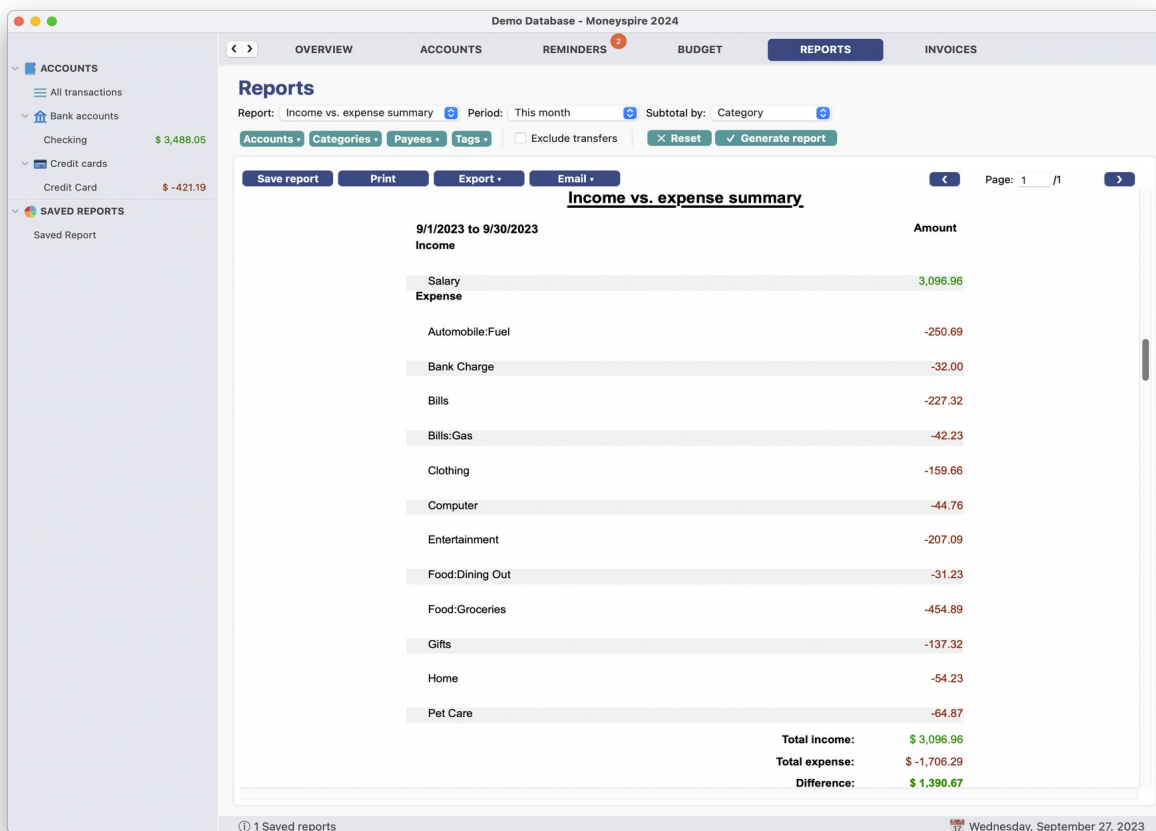 Demo Database - Moneyspire 2024
OVERVIEW ACCOUNTS REMINDERS 2 BUDGET REPORTS INVOICES
ACCOUNTS
All transactions
Bank accounts
Checking $ 3,488.05
Credit cards
Credit Card $ -421.19
SAVED REPORTS
Saved Report
Reports
Report: Income vs. expense summary Period: This month Subtotal by: Category
Accounts Categories Payees Tags Exclude transfers Reset Generate report
Save report Print Export Email Page: 1 /1
Income vs. expense summary
9/1/2023 to 9/30/2023 Amount
Income
Salary 3,096.96
Expense
Automobile:Fuel -250.69
Bank Charge -32.00
Bills -227.32
Bills:Gas -42.23
Clothing -159.66
Computer -44.76
Entertainment -207.09
Food:Dining Out -31.23
Food:Groceries -454.89
Gifts -137.32
Home -54.23
Pet Care -64.87
Total income: $ 3,096.96
Total expense: $ -1,706.29
Difference: $ 1,390.67
1 Saved reports 17 Wednesday, September 27, 2023